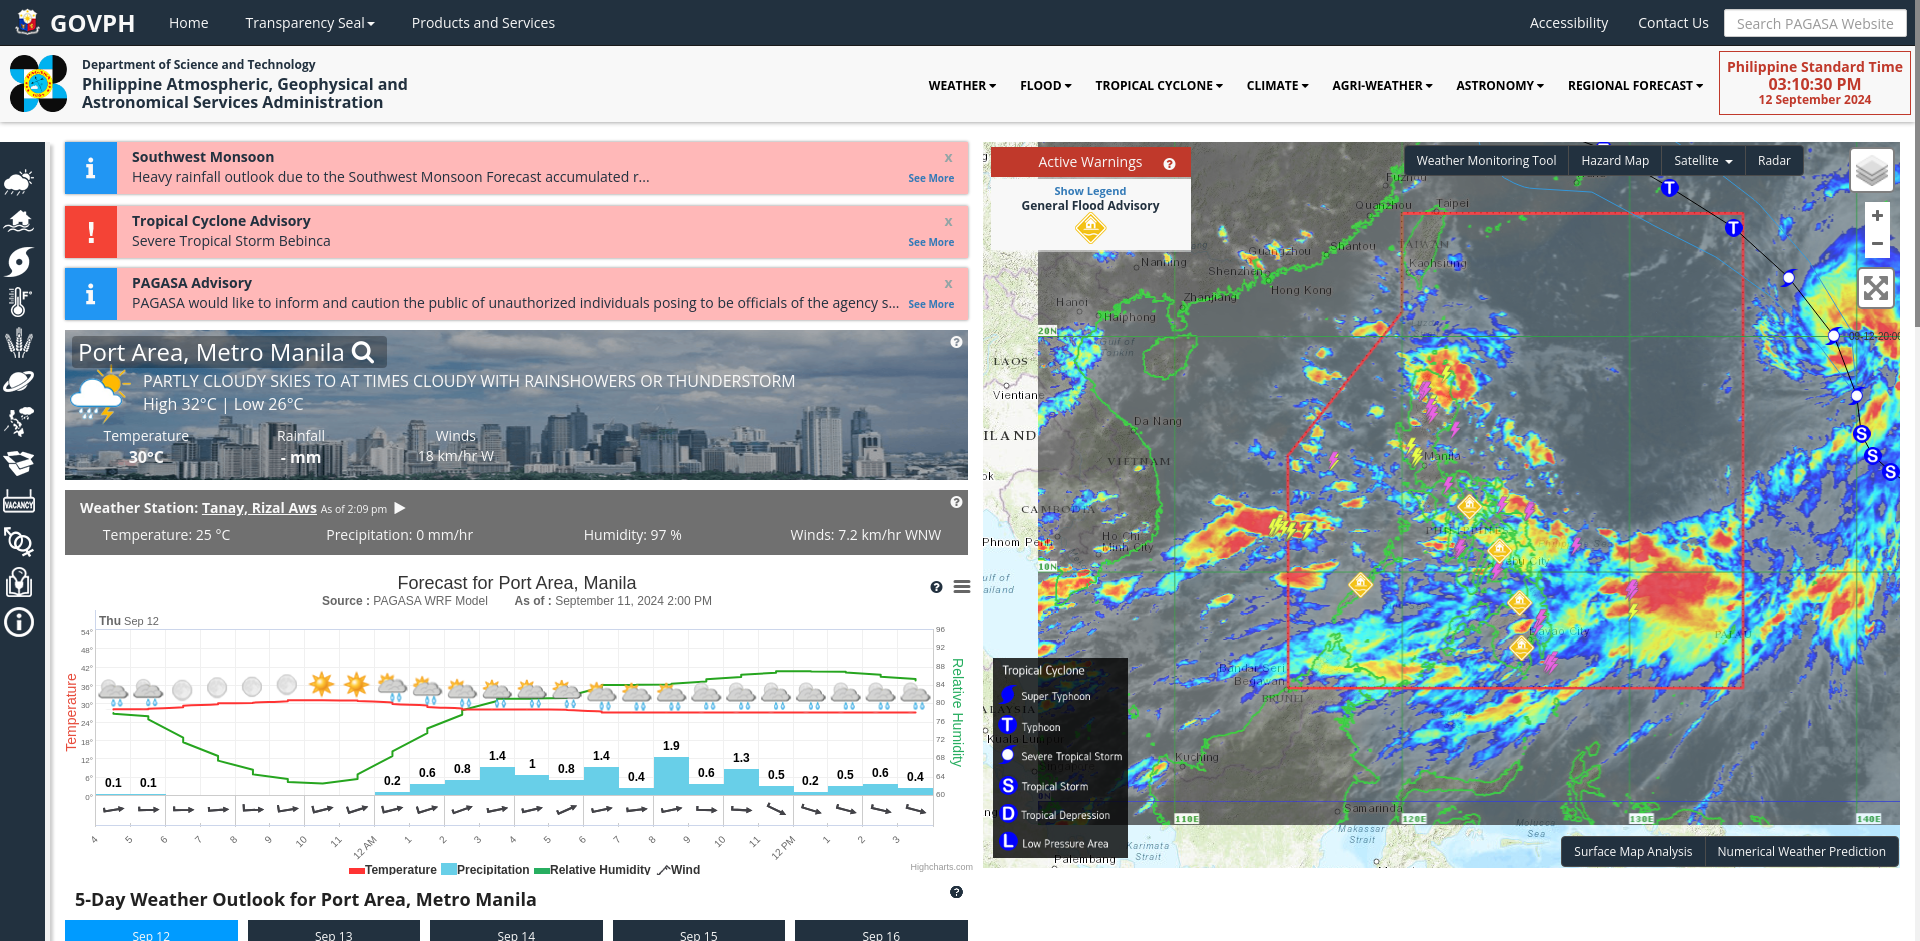 GOVPH
Home
Transparency Seal
Products and Services
Accessibility
Contact Us
Search PAGASA Website
Department of Science and Technology
Philippine Atmospheric, Geophysical and
Astronomical Services Administration
WEATHER
FLOOD
TROPICAL CYCLONE
CLIMATE
AGRI-WEATHER
ASTRONOMY
REGIONAL FORECAST
Philippine Standard Time
03:10:30 PM
12 September 2024
VACANCY
Southwest Monsoon
x
Heavy rainfall outlook due to the Southwest Monsoon Forecast accumulated r...
See More
Tropical Cyclone Advisory
x
Severe Tropical Storm Bebinca
See More
PAGASA Advisory
x
PAGASA would like to inform and caution the public of unauthorized individuals posing to be officials of the agency s...
See More
Port Area, Metro Manila
PARTLY CLOUDY SKIES TO AT TIMES CLOUDY WITH RAINSHOWERS OR THUNDERSTORM
High 32°C | Low 26°C
Temperature Rainfall Winds
30°C - mm 18 km/hr W
Weather Station: Tanay, Rizal Aws As of 2:09 pm
Temperature: 25 °C Precipitation: 0 mm/hr Humidity: 97 % Winds: 7.2 km/hr WNW
Forecast for Port Area, Manila
Source : PAGASA WRF Model As of : September 11, 2024 2:00 PM
Thu Sep 12
Temperature
54°
48°
42°
36°
30°
24°
18°
12°
6°
0°
96
92
88
84
80
76
72
68
64
60
Relative Humidity
0.1 0.1 0.2 0.6 0.8 1.4 1 0.8 1.4 0.4 1.9 0.6 1.3 0.5 0.2 0.5 0.6 0.4
4 5 6 7 8 9 10 11 12 AM 1 2 3 4 5 6 7 8 9 10 11 12 PM 1 2 3
Temperature Precipitation Relative Humidity Wind
Highcharts.com
5-Day Weather Outlook for Port Area, Metro Manila
Sep 12
Sep 13
Sep 14
Sep 15
Sep 16
Active Warnings
Show Legend
General Flood Advisory
Weather Monitoring Tool
Hazard Map
Satellite
Radar
+
−
Fuzhou
Quanzhou
Taipei
TAIWAN
Kaohsiung
Guangzhou
Shantou
Nanning
Shenzhen
Hong Kong
Zhanjiang
Hanoi
Haiphong
20N
Gulf of
Tonkin
LAOS
Vientian
Da Nang
ILAND
VIETNAM
Manila
ok
CAMBODIA
PHILIPPINES
Phnom Penh
Ho Chi
Minh City
10N
ulf of
ailand
Davao City
PALAU
Bandar Seri
Begawan
BRUNEI
ALAYSIA
Kuala Lumpur
Kuching
T
T
S
S
S
Tropical Cyclone
Super Typhoon
T Typhoon
Severe Tropical Storm
S Tropical Storm
D Tropical Depression
L Low Pressure Area
110E
120E
130E
140E
Samarinda
Makassar
Strait
Molucca
Sea
Karimata
Strait
Palembang
Surface Map Analysis
Numerical Weather Prediction